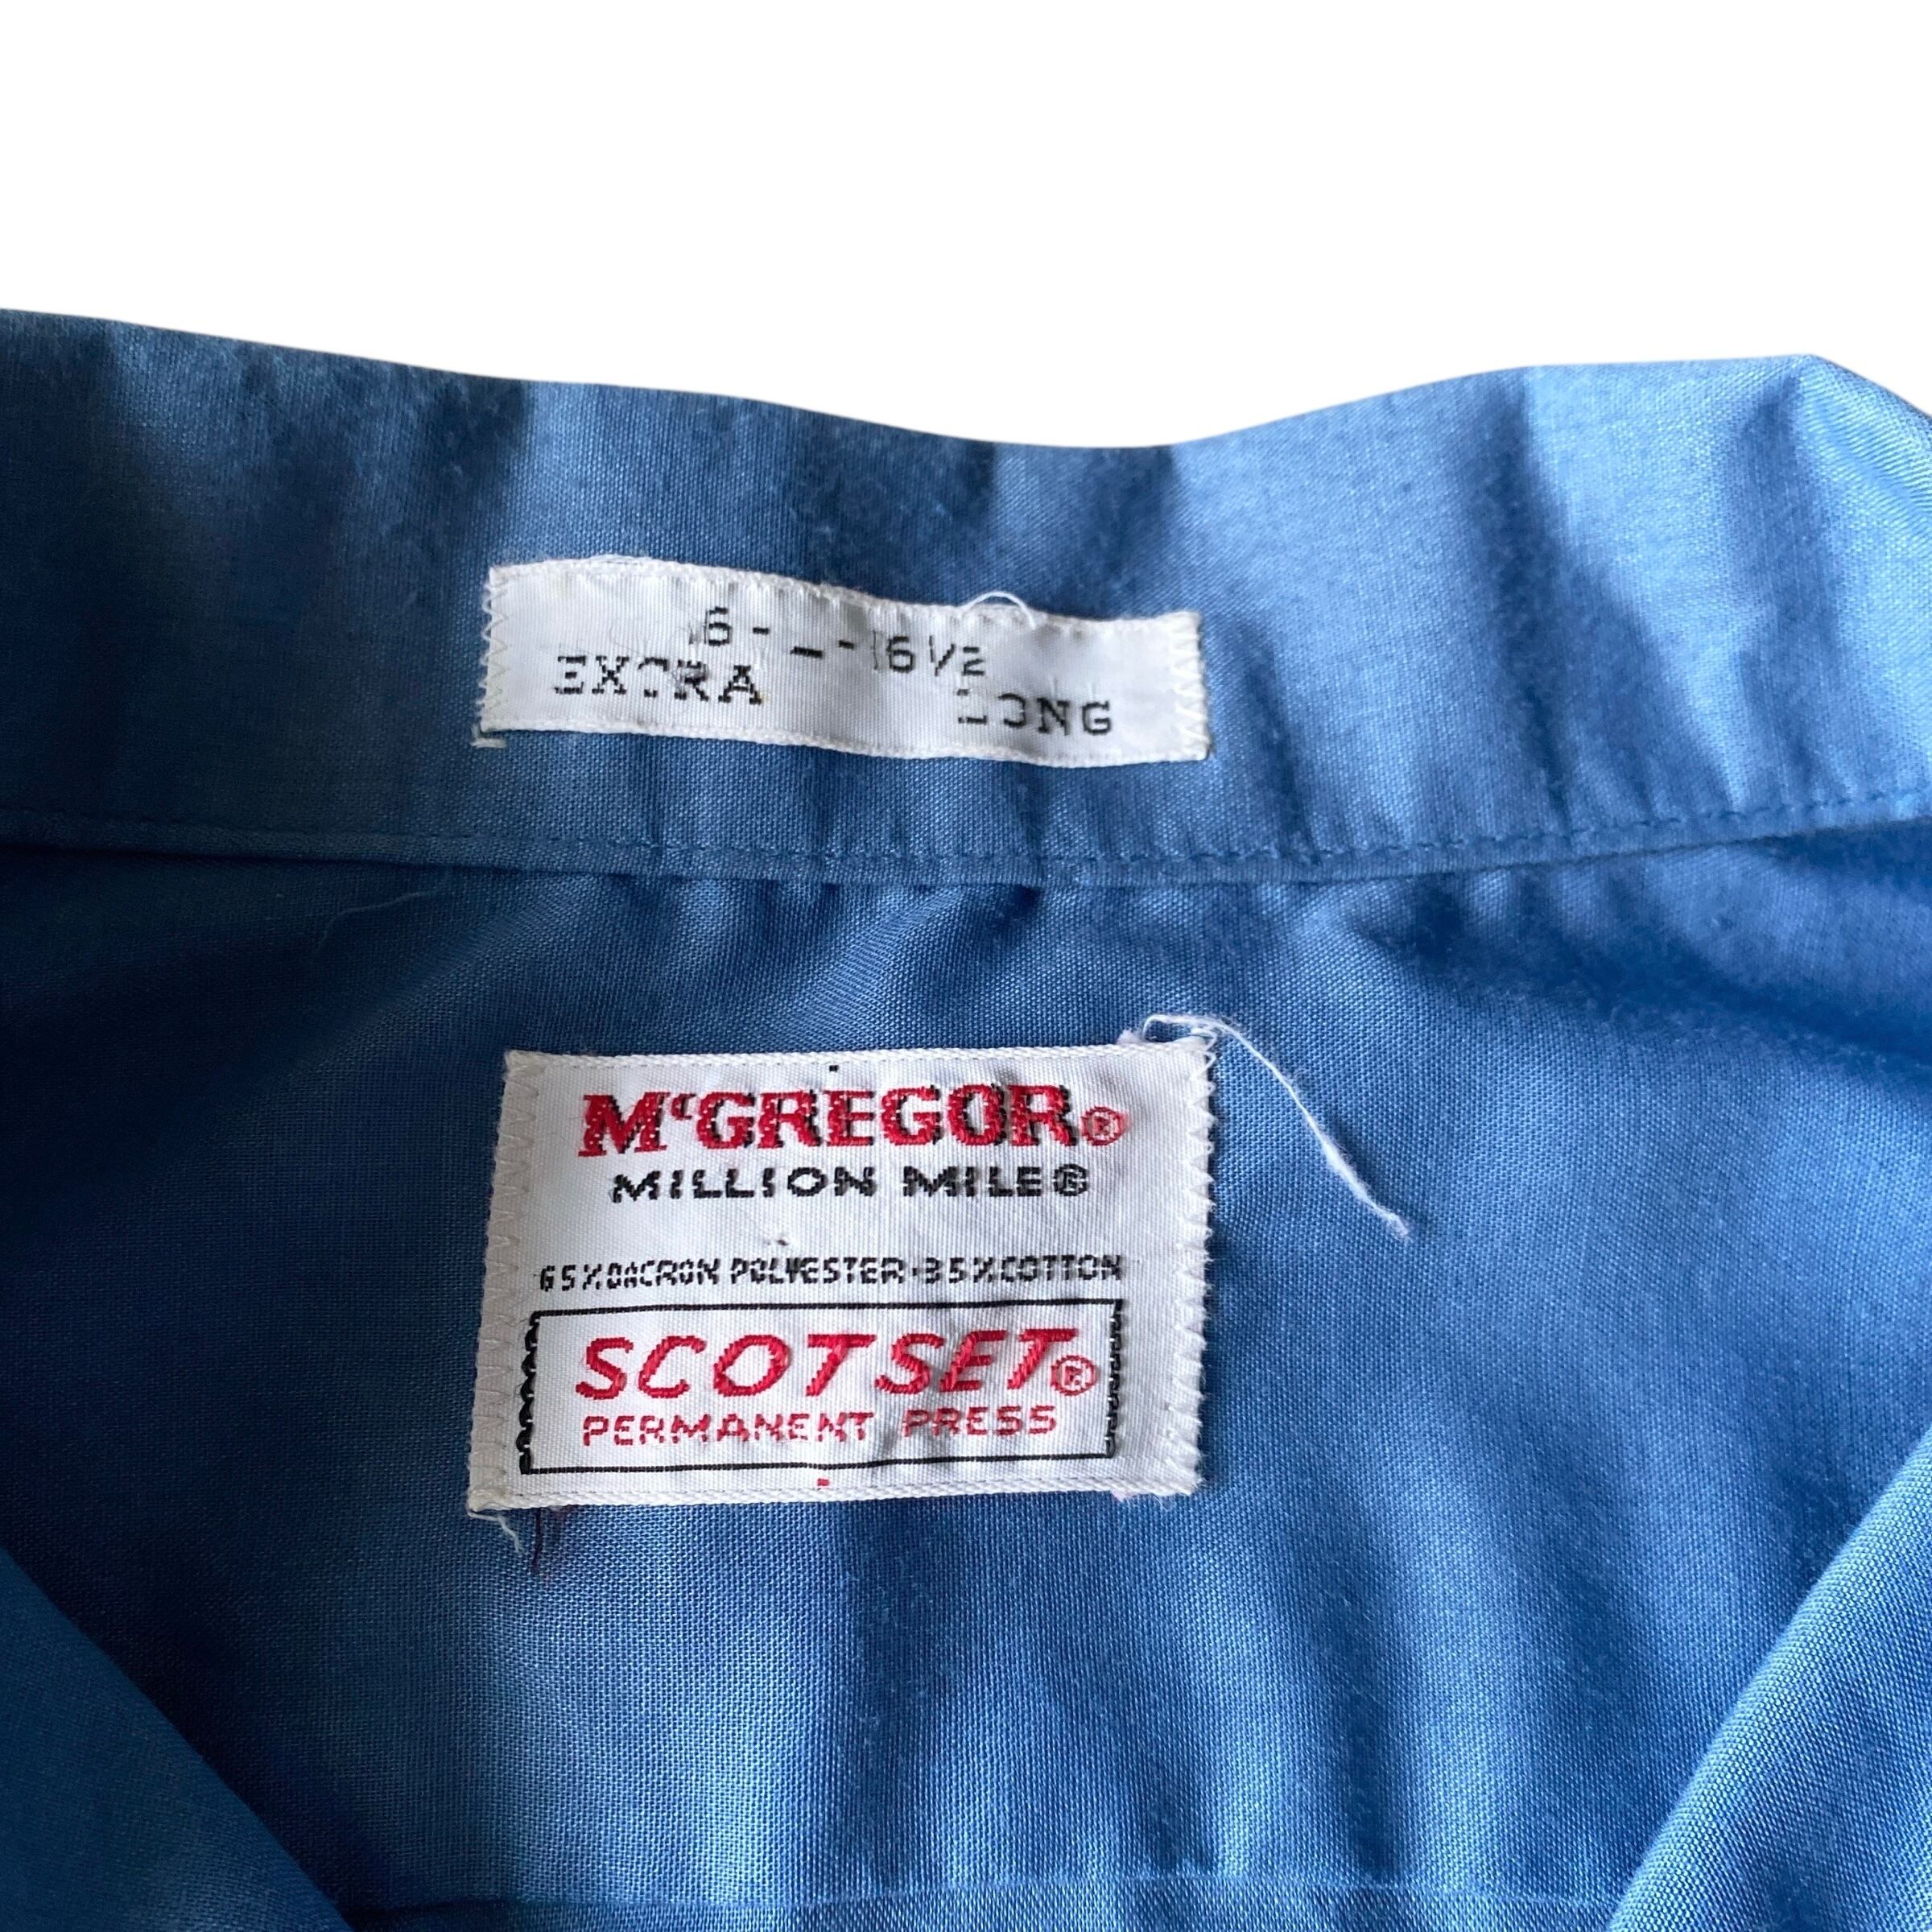 16-L-16½
EXTRA LONG
McGREGOR®
MILLION MILE®
65% DACRON POLYESTER·35% COTTON
SCOTSET®
PERMANENT PRESS